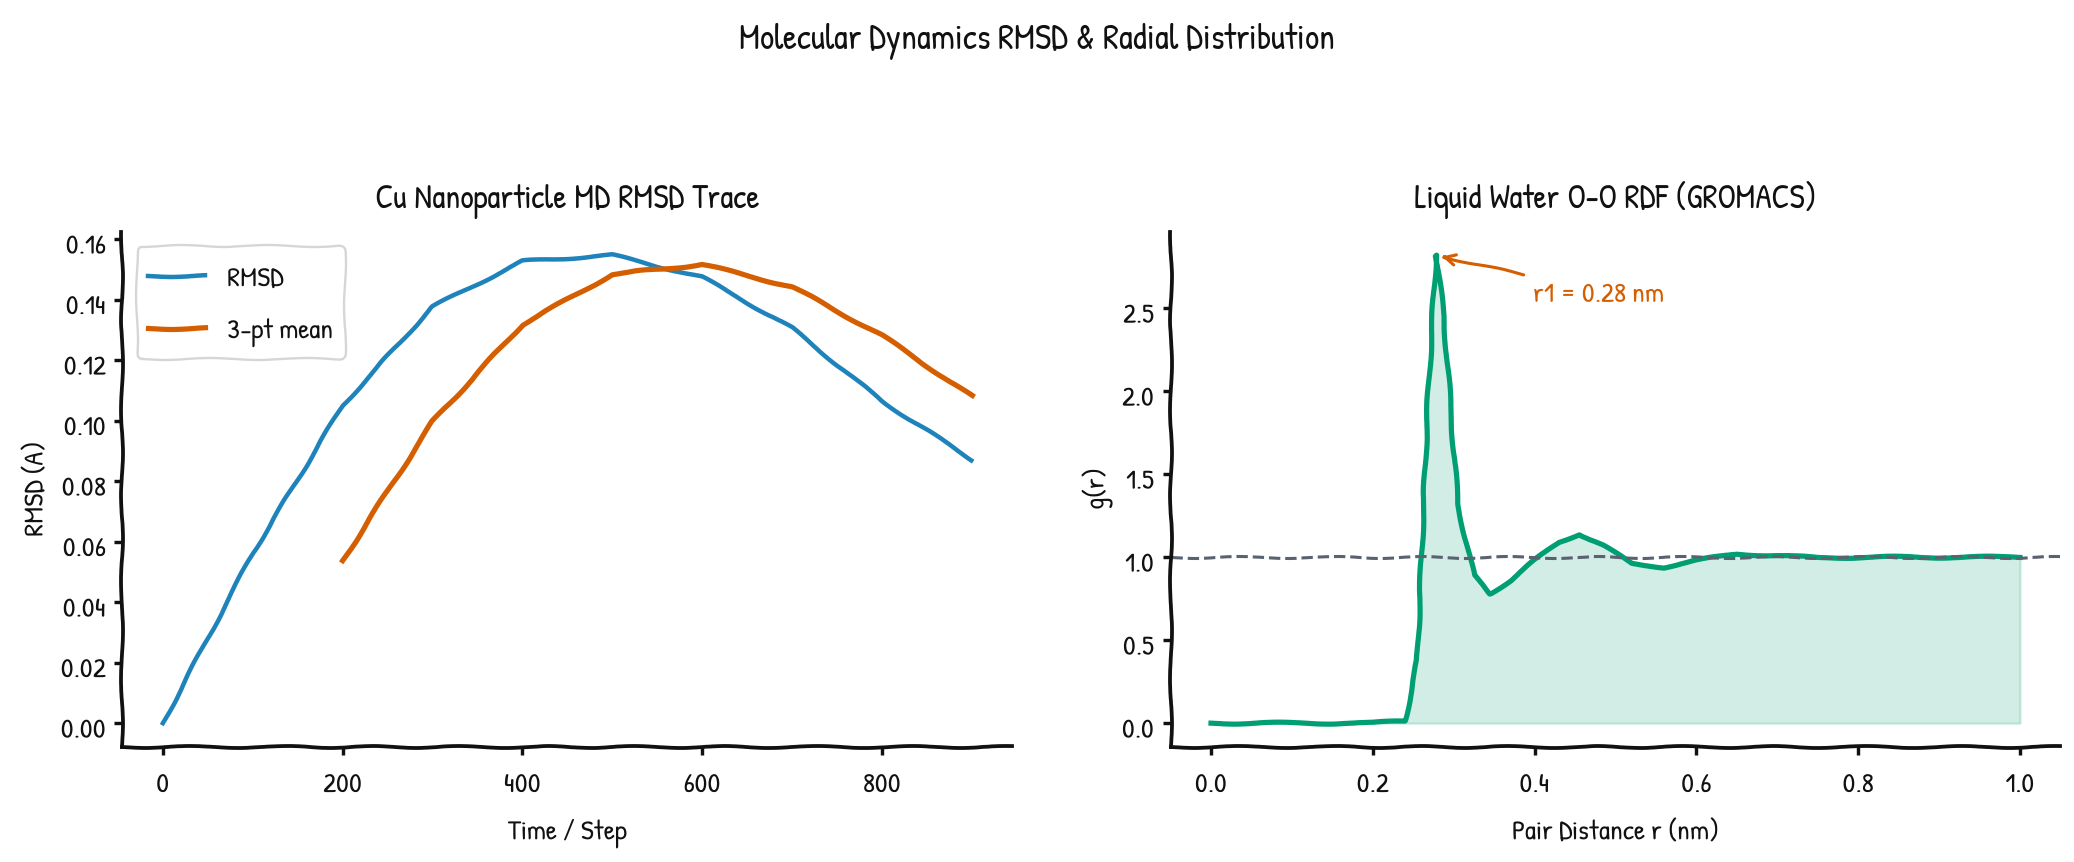 Molecular Dynamics RMSD & Radial Distribution
Cu Nanoparticle MD RMSD Trace
RMSD
3-pt mean
RMSD (A)
0.16
0.14
0.12
0.10
0.08
0.06
0.04
0.02
0.00
0
200
400
600
800
Time / Step
Liquid Water O-O RDF (GROMACS)
r1 = 0.28 nm
g(r)
2.5
2.0
1.5
1.0
0.5
0.0
0.0
0.2
0.4
0.6
0.8
1.0
Pair Distance r (nm)